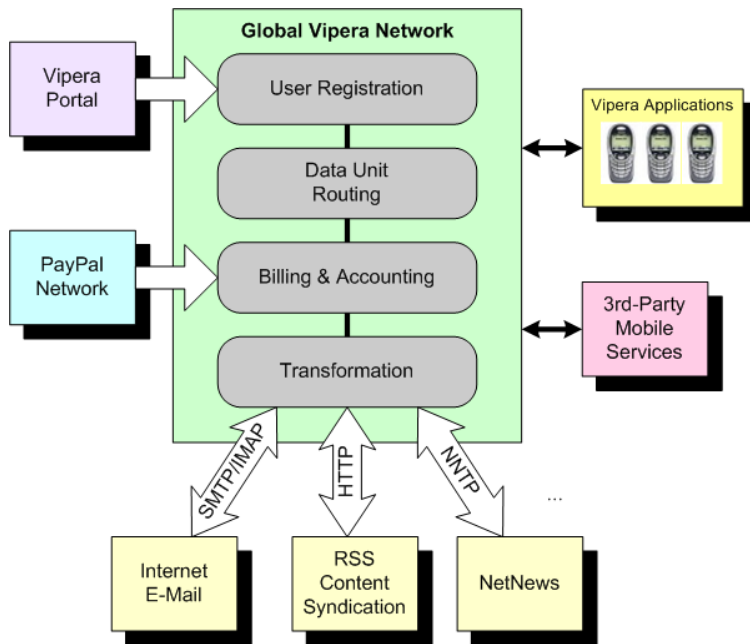 Global Vipera Network
Vipera
Portal
User Registration
Vipera Applications
Data Unit
Routing
PayPal
Network
Billing & Accounting
3rd-Party
Mobile
Services
Transformation
SMTP/IMAP
HTTP
NNTP
...
Internet
E-Mail
RSS
Content
Syndication
NetNews